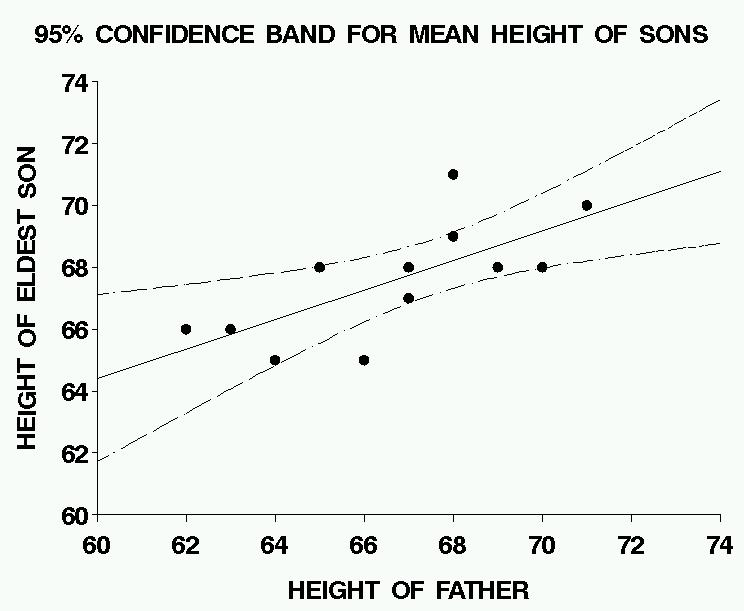 95% CONFIDENCE BAND FOR MEAN HEIGHT OF SONS
74
72
70
68
66
64
62
60
HEIGHT OF ELDEST SON
60 62 64 66 68 70 72 74
HEIGHT OF FATHER